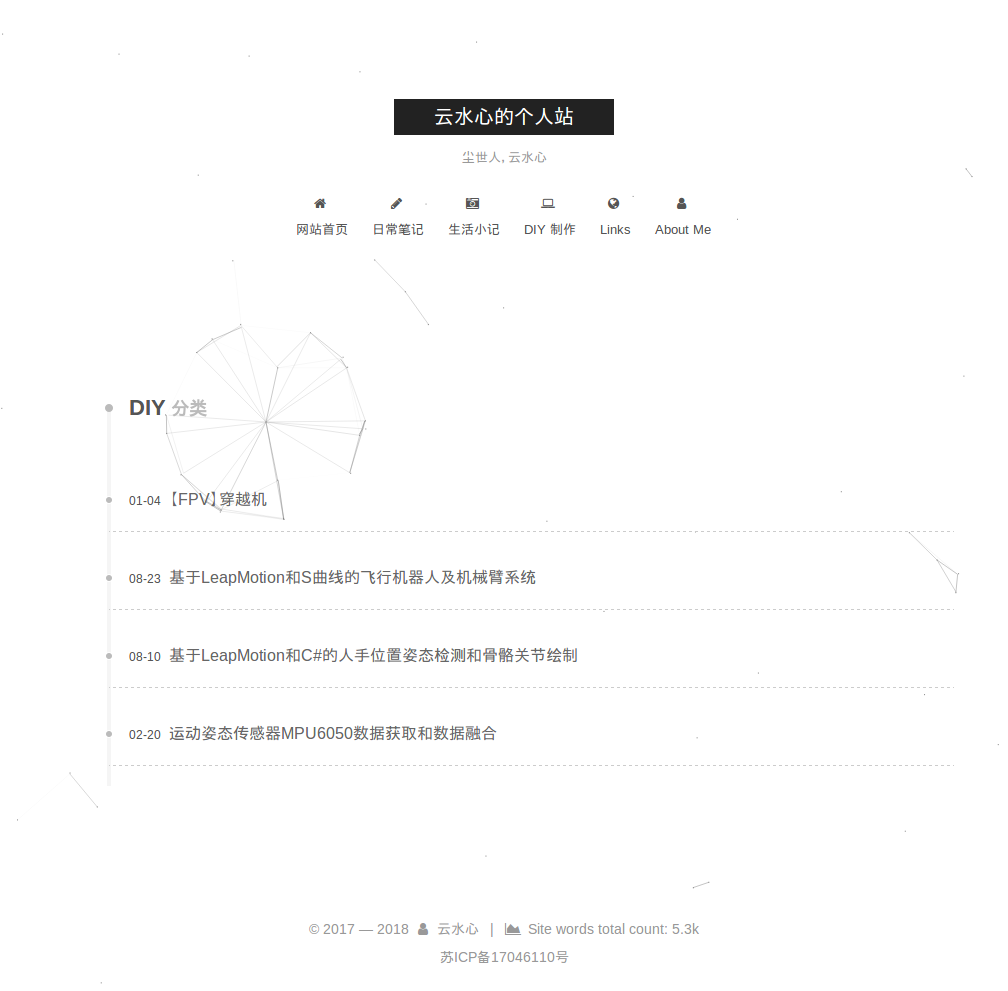 云水心的个人站
尘世人, 云水心
网站首页 日常笔记 生活小记 DIY 制作 Links About Me
DIY 分类
01-04 【FPV】穿越机
08-23 基于LeapMotion和S曲线的飞行机器人及机械臂系统
08-10 基于LeapMotion和C#的人手位置姿态检测和骨骼关节绘制
02-20 运动姿态传感器MPU6050数据获取和数据融合
© 2017 — 2018 云水心 | Site words total count: 5.3k
苏ICP备17046110号